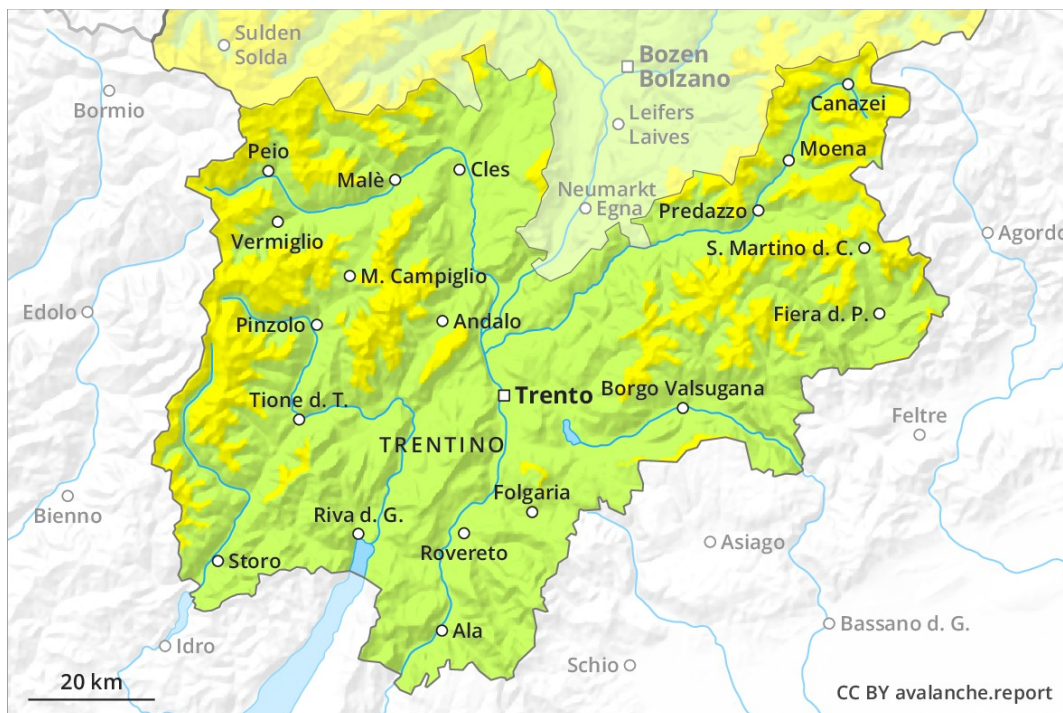 Sulden
Solda
Bozen
Bolzano
Bormio
Canazei
Leifers
Laives
Peio
Malè
Cles
Moena
Neumarkt
Egna
Predazzo
Vermiglio
S. Martino d. C.
Agordo
M. Campiglio
Edolo
Pinzolo
Andalo
Fiera d. P.
Trento
Borgo Valsugana
Tione d. T.
Feltre
TRENTINO
Folgaria
Bienno
Riva d. G.
Rovereto
Asiago
Storo
Ala
Bassano d. G.
Idro
Schio
20 km
CC BY avalanche.report